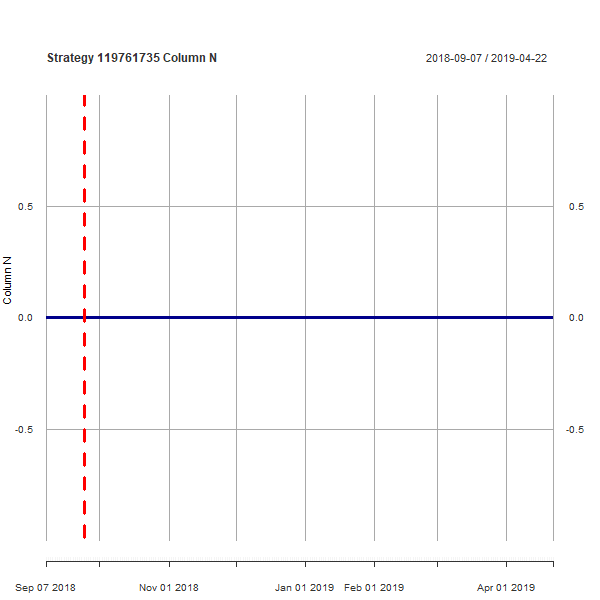 Strategy 119761735 Column N
2018-09-07 / 2019-04-22
0.5
0.5
Column N
0.0
0.0
-0.5
-0.5
Sep 07 2018
Nov 01 2018
Jan 01 2019
Feb 01 2019
Apr 01 2019